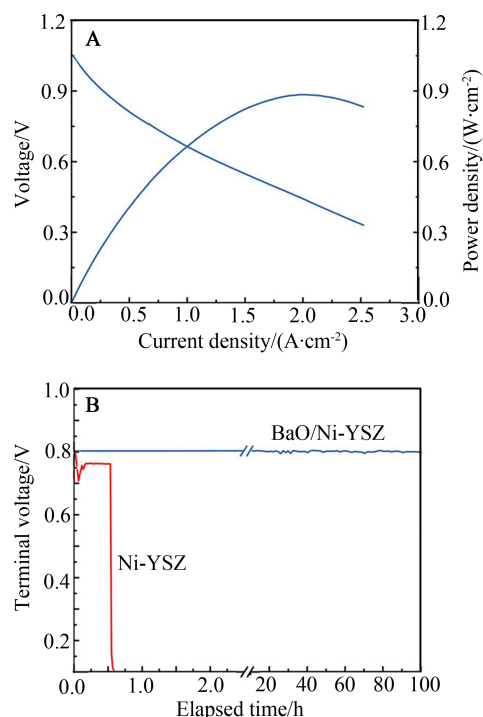 A
1.2
0.9
0.6
0.3
0.0
Voltage/V
1.2
0.9
0.6
0.3
0.0
Power density/(W·cm⁻²)
0.0 0.5 1.0 1.5 2.0 2.5 3.0
Current density/(A·cm⁻²)
B
1.0
0.8
0.6
0.4
0.2
Terminal voltage/V
BaO/Ni-YSZ
Ni-YSZ
0.0 1.0 2.0 20 40 60 80 100
Elapsed time/h